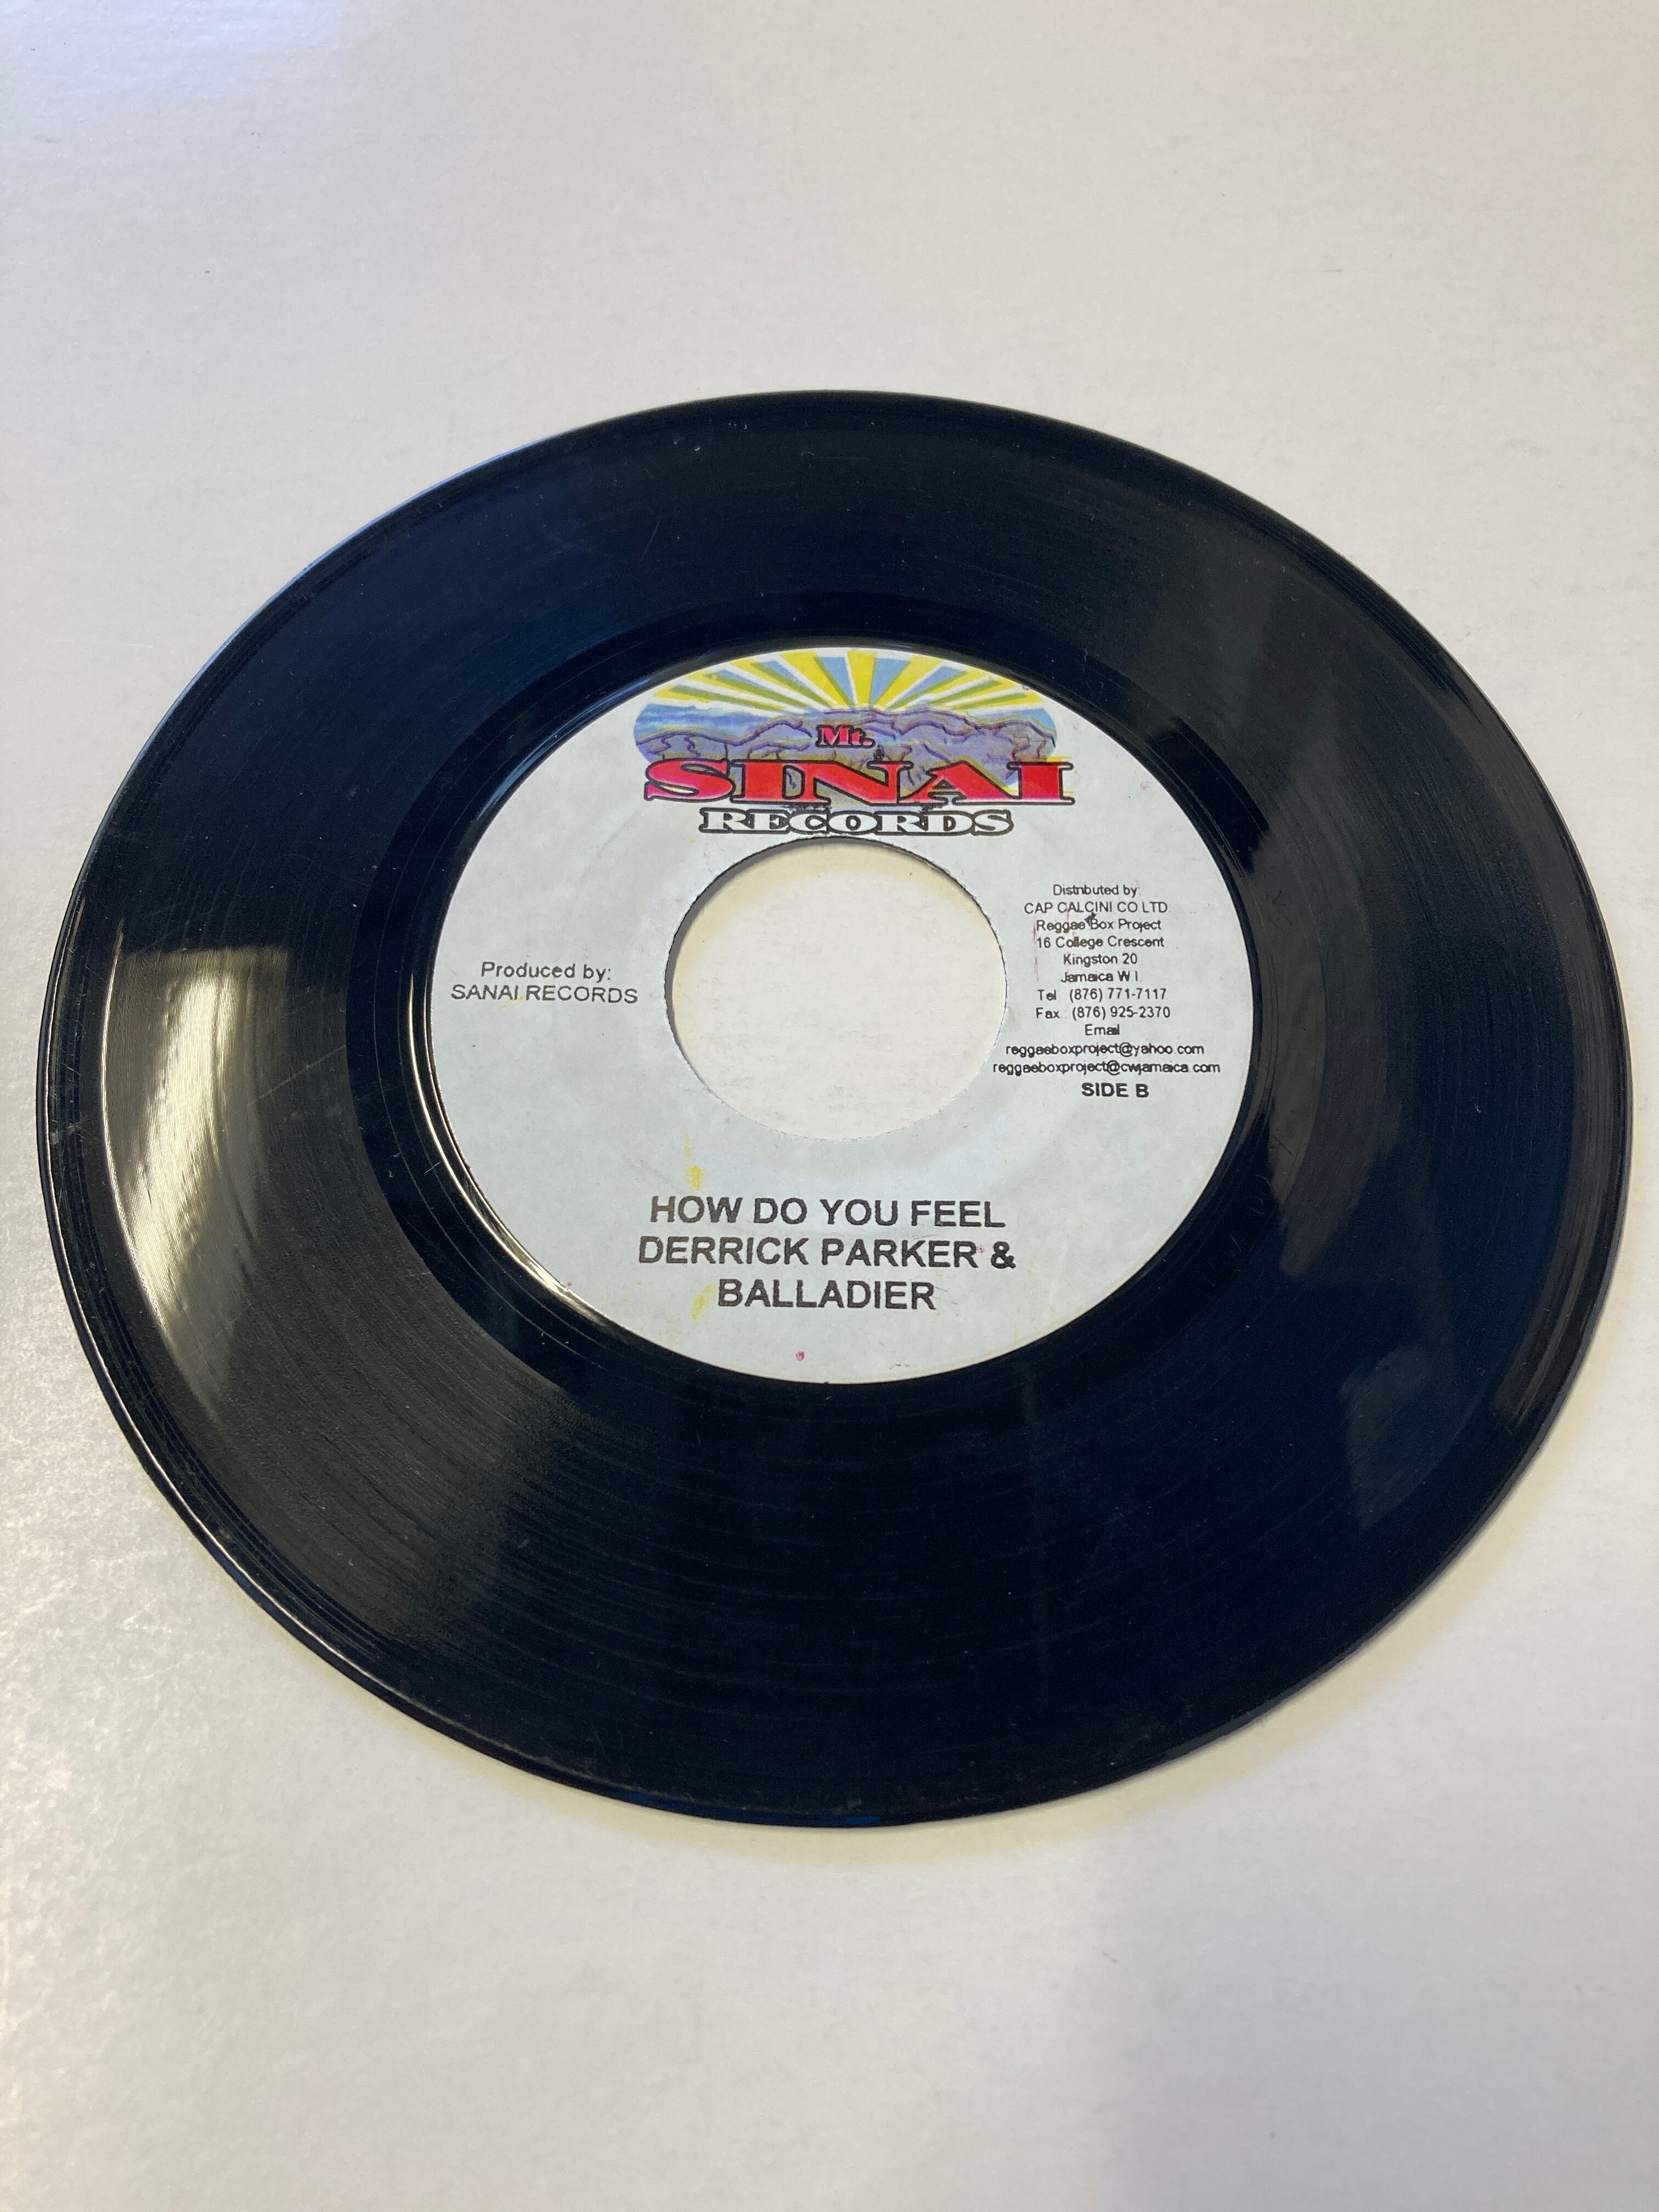 Mt.
SINAI
RECORDS
Produced by:
SANAI RECORDS
Distributed by:
CAP CALCINI CO LTD
Reggae Box Project
16 College Crescent
Kingston 20
Jamaica W I
Tel (876) 771-7117
Fax (876) 925-2370
Email
reggaeboxproject@yahoo.com
reggaeboxproject@cwjamaica.com
SIDE B
HOW DO YOU FEEL
DERRICK PARKER &
BALLADIER